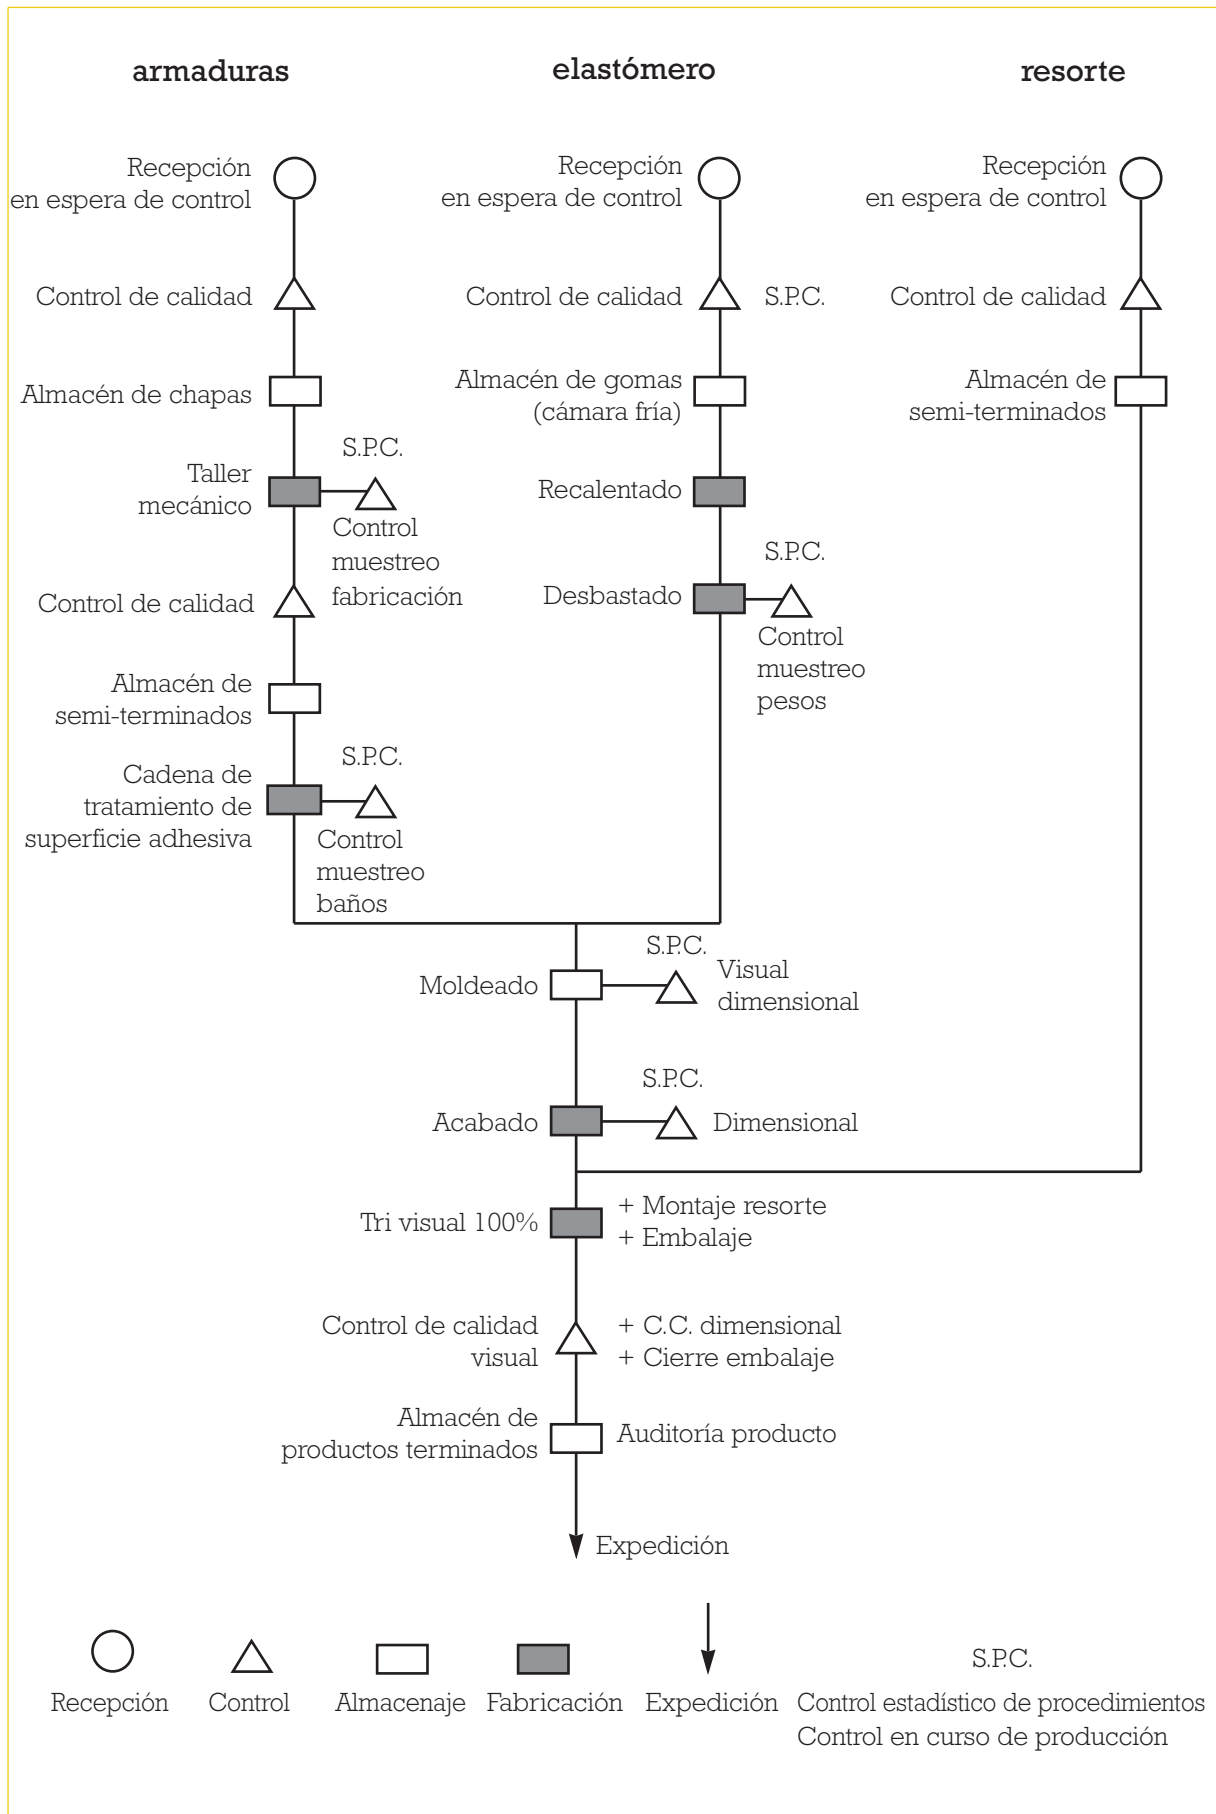 armaduras
elastómero
resorte
Recepción
en espera de control
Recepción
en espera de control
Recepción
en espera de control
Control de calidad
Control de calidad
S.P.C.
Control de calidad
Almacén de chapas
Almacén de gomas
(cámara fría)
Almacén de
semi-terminados
S.P.C.
Taller
mecánico
Control
muestreo
fabricación
Recalentado
S.P.C.
Desbastado
Control
muestreo
pesos
Control de calidad
Almacén de
semi-terminados
S.P.C.
Cadena de
tratamiento de
superficie adhesiva
Control
muestreo
baños
S.P.C.
Moldeado
Visual
dimensional
S.P.C.
Acabado
Dimensional
Tri visual 100%
+ Montaje resorte
+ Embalaje
Control de calidad
visual
+ C.C. dimensional
+ Cierre embalaje
Almacén de
productos terminados
Auditoría producto
Expedición
Recepción
Control
Almacenaje
Fabricación
Expedición
S.P.C.
Control estadístico de procedimientos
Control en curso de producción